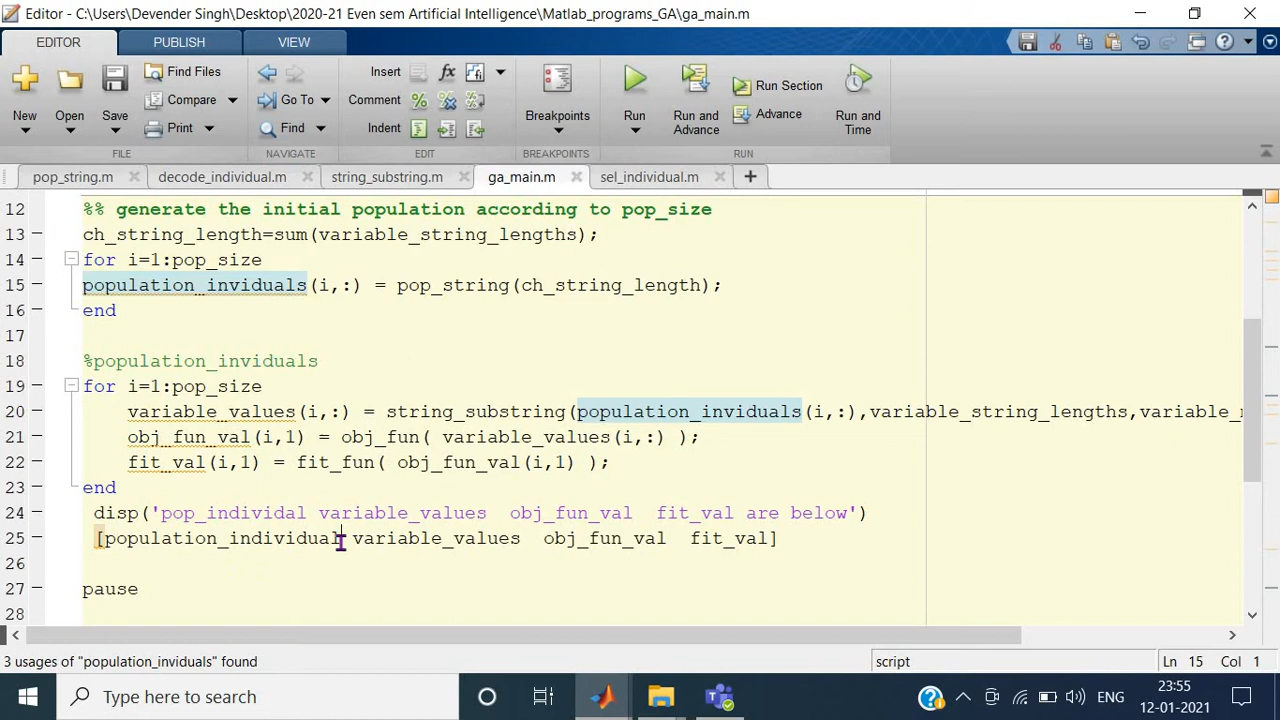 Editor - C:\Users\Devender Singh\Desktop\2020-21 Even sem Artificial Intelligence\Matlab_programs_GA\ga_main.m
EDITOR PUBLISH VIEW
New Open Save Find Files Compare Print
Go To Find
Insert fx Comment Indent
Breakpoints
Run Run and Advance Run Section Advance Run and Time
FILE NAVIGATE EDIT BREAKPOINTS RUN
pop_string.m decode_individual.m string_substring.m ga_main.m sel_individual.m
12 %% generate the initial population according to pop_size
13 ch_string_length=sum(variable_string_lengths);
14 for i=1:pop_size
15 population_inviduals(i,:) = pop_string(ch_string_length);
16 end
17
18 %population_inviduals
19 for i=1:pop_size
20 variable_values(i,:) = string_substring(population_inviduals(i,:),variable_string_lengths,variable_
21 obj_fun_val(i,1) = obj_fun( variable_values(i,:) );
22 fit_val(i,1) = fit_fun( obj_fun_val(i,1) );
23 end
24 disp('pop_individal variable_values obj_fun_val fit_val are below')
25 [population_individual variable_values obj_fun_val fit_val]
26
27 pause
28
3 usages of "population_inviduals" found script Ln 15 Col 1
Type here to search ENG 23:55
12-01-2021